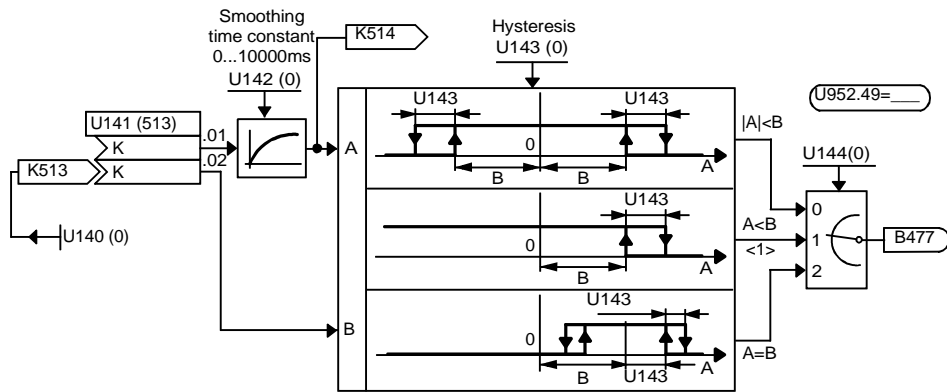 Smoothing
time constant
0...10000ms
U142 (0)
K514
Hysteresis
U143 (0)
U952.49=___
U141 (513)
K
.01
K513
K
.02
U140 (0)
A
B
U143
U143
0
B
B
A
|A|<B
U143
0
B
A
A<B
<1>
U143
0
B
U143
A
A=B
U144(0)
0
1
2
B477